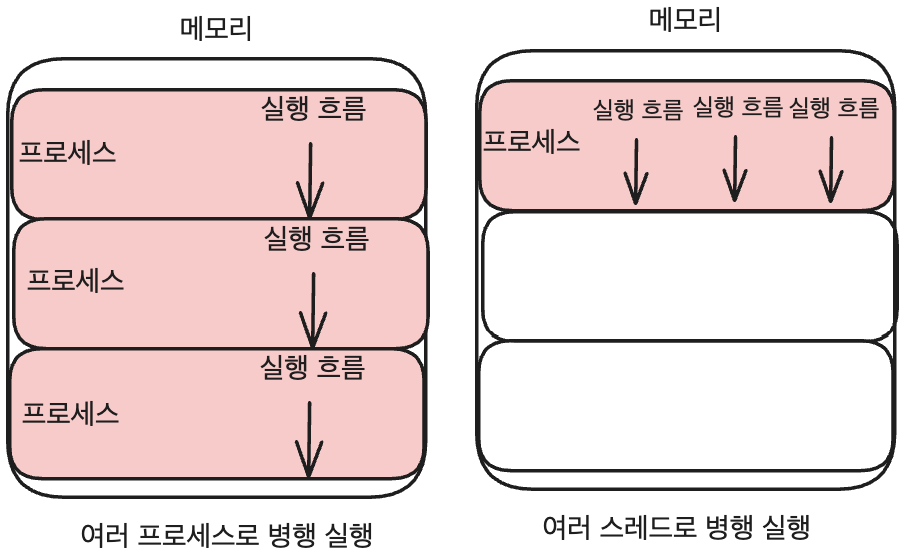 메모리
실행 흐름
프로세스
실행 흐름
프로세스
실행 흐름
프로세스
여러 프로세스로 병행 실행
메모리
실행 흐름 실행 흐름 실행 흐름
프로세스
여러 스레드로 병행 실행